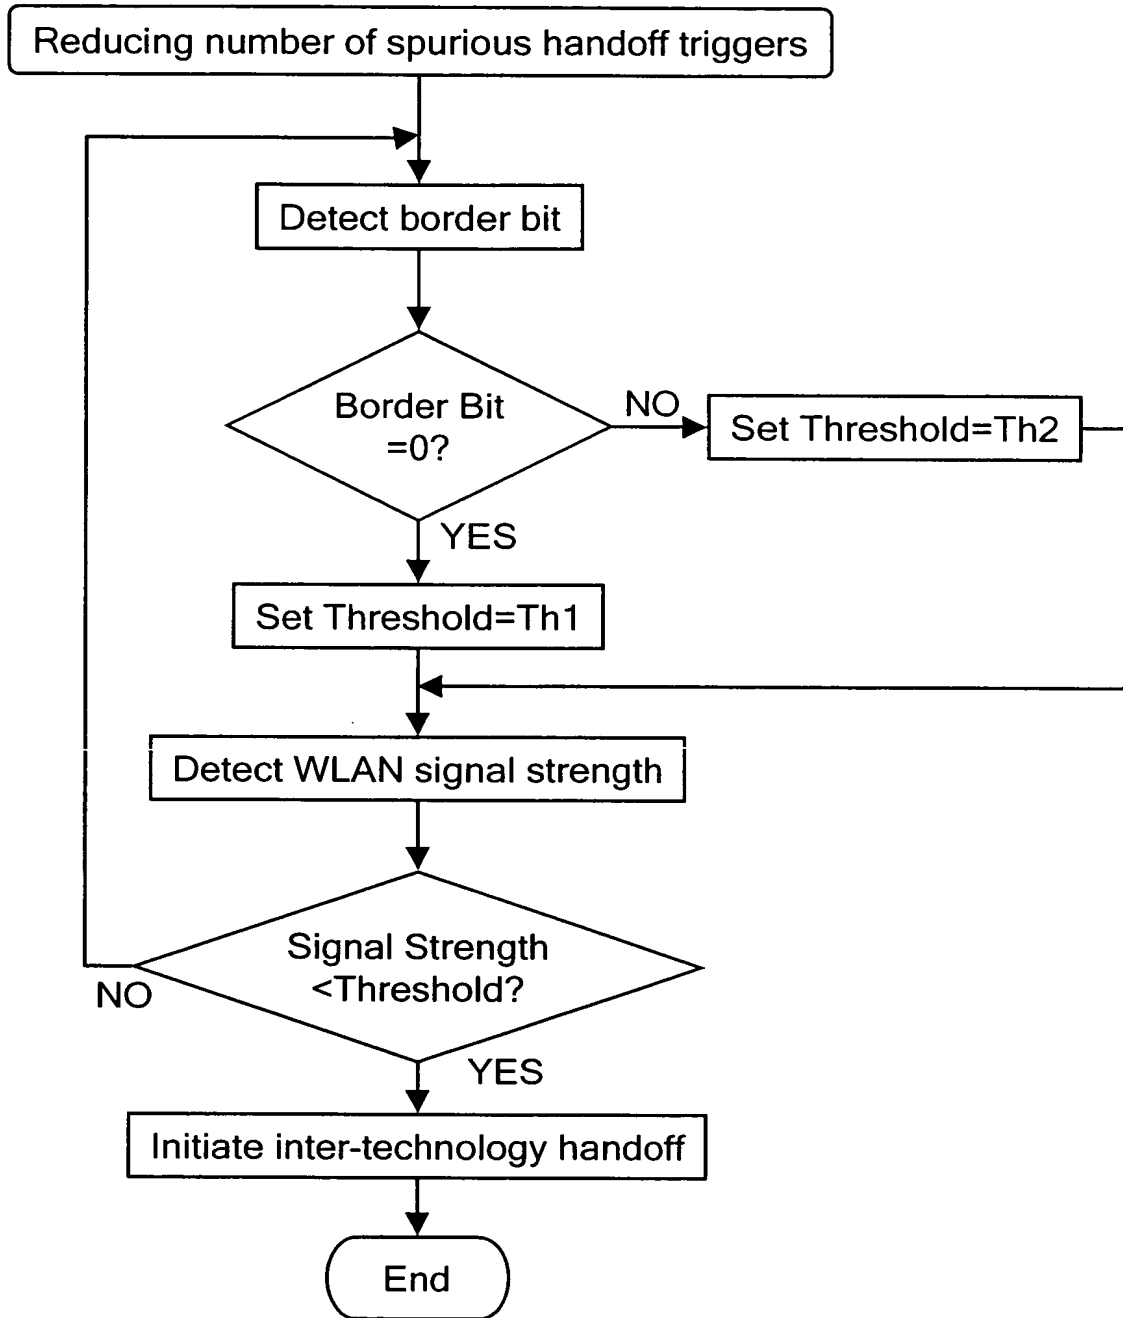 Reducing number of spurious handoff triggers
Detect border bit
Border Bit
=0?
NO
Set Threshold=Th2
YES
Set Threshold=Th1
Detect WLAN signal strength
Signal Strength
<Threshold?
NO
YES
Initiate inter-technology handoff
End